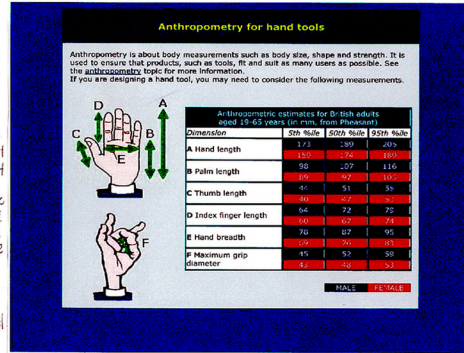 Anthropometry for hand tools
Anthropometry is about body measurements such as body size, shape and strength. It is
used to ensure that products, such as tools, fit and suit as many users as possible. See
the anthropometry topic for more information.
If you are designing a hand tool, you may need to consider the following measurements.
D A
C B
E
F
Anthropometric estimates for British adults
aged 19-65 years (in mm, from Pheasant)
Dimension 5th %ile 50th %ile 95th %ile
A Hand length 173 189 205
159 174 189
B Palm length 98 107 116
89 97 105
C Thumb length 44 51 58
40 47 53
D Index finger length 64 72 79
60 67 74
E Hand breadth 78 87 95
69 76 83
F Maximum grip diameter 45 52 59
43 48 53
MALE FEMALE